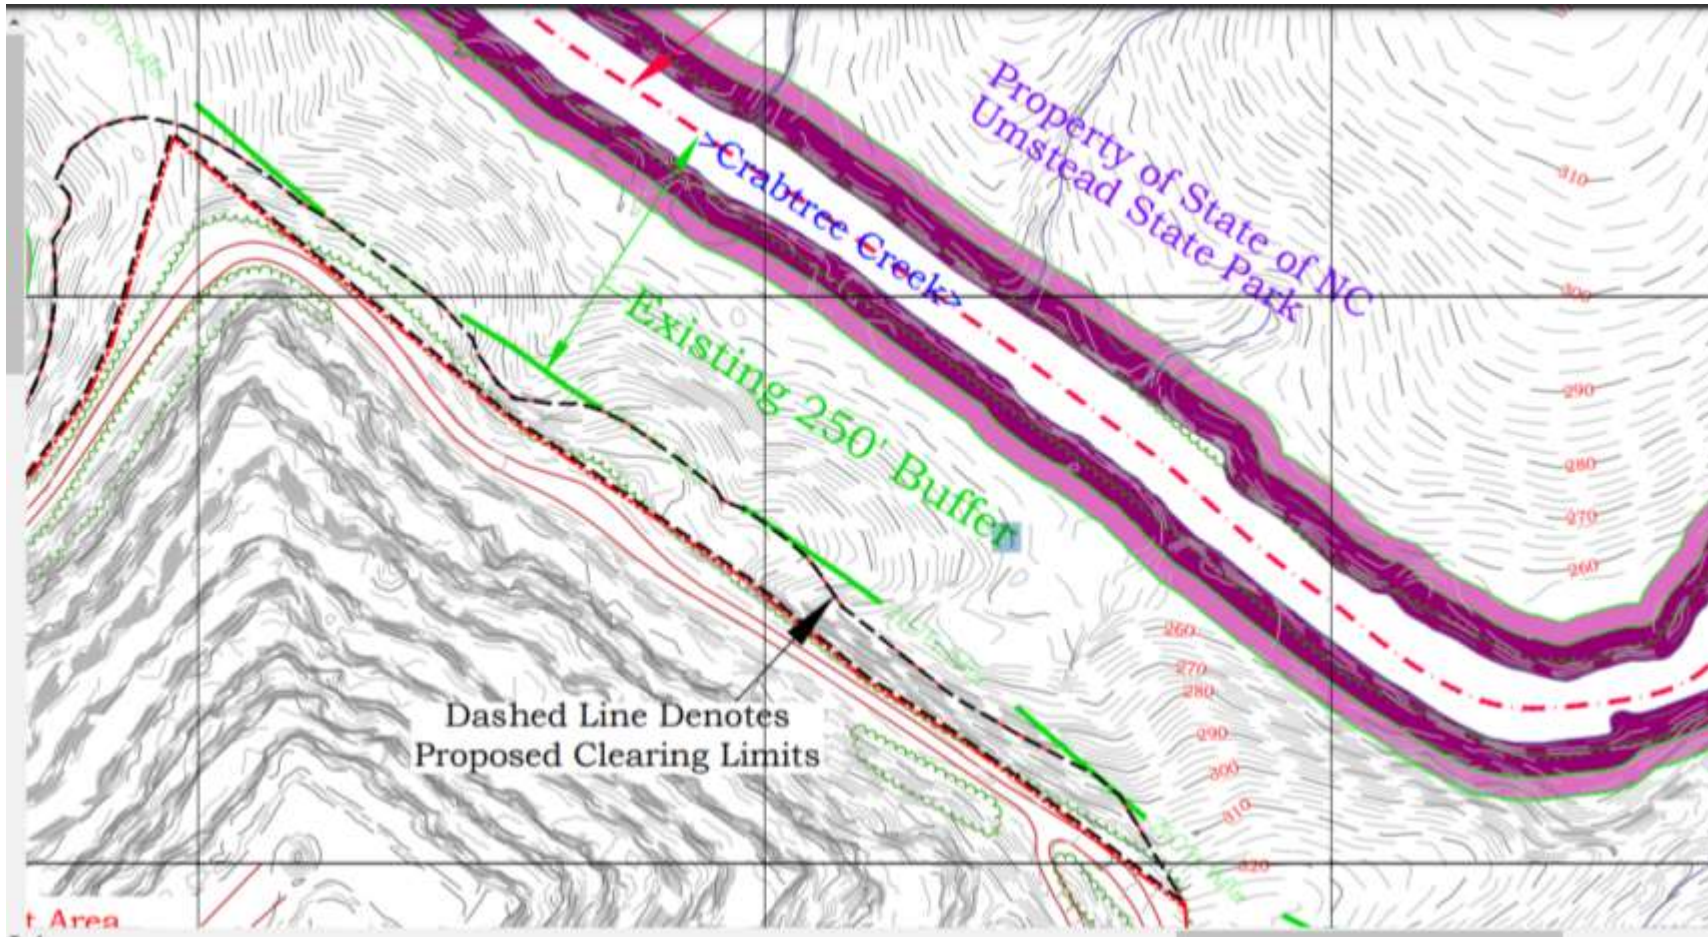 Property of State of NC
Umstead State Park
>Crabtree Creek>
Existing 250' Buffer
310
300
290
280
270
260
260
270
280
290
300
310
320
Dashed Line Denotes
Proposed Clearing Limits
t Area